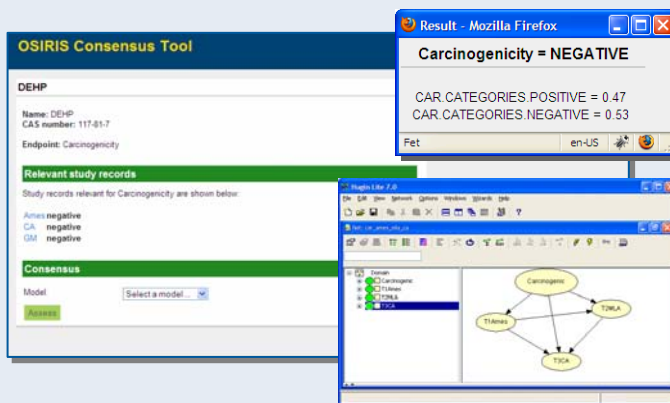 OSIRIS Consensus Tool
DEHP
Name: DEHP
CAS number: 117-81-7
Endpoint: Carcinogenicity
Relevant study records
Study records relevant for Carcinogenicity are shown below:
Ames negative
CA negative
GM negative
Consensus
Model Select a model...
Assess
Result - Mozilla Firefox
Carcinogenicity = NEGATIVE
CAR.CATEGORIES.POSITIVE = 0.47
CAR.CATEGORIES.NEGATIVE = 0.53
Fet en-US
Hugin Lite 7.0
File Edit View Network Options Windows Wizards Help
Domain
Carcinogens
T1Ames
T2MLA
T3CA
Carcinogens
T2MLA
T1Ames
T3CA